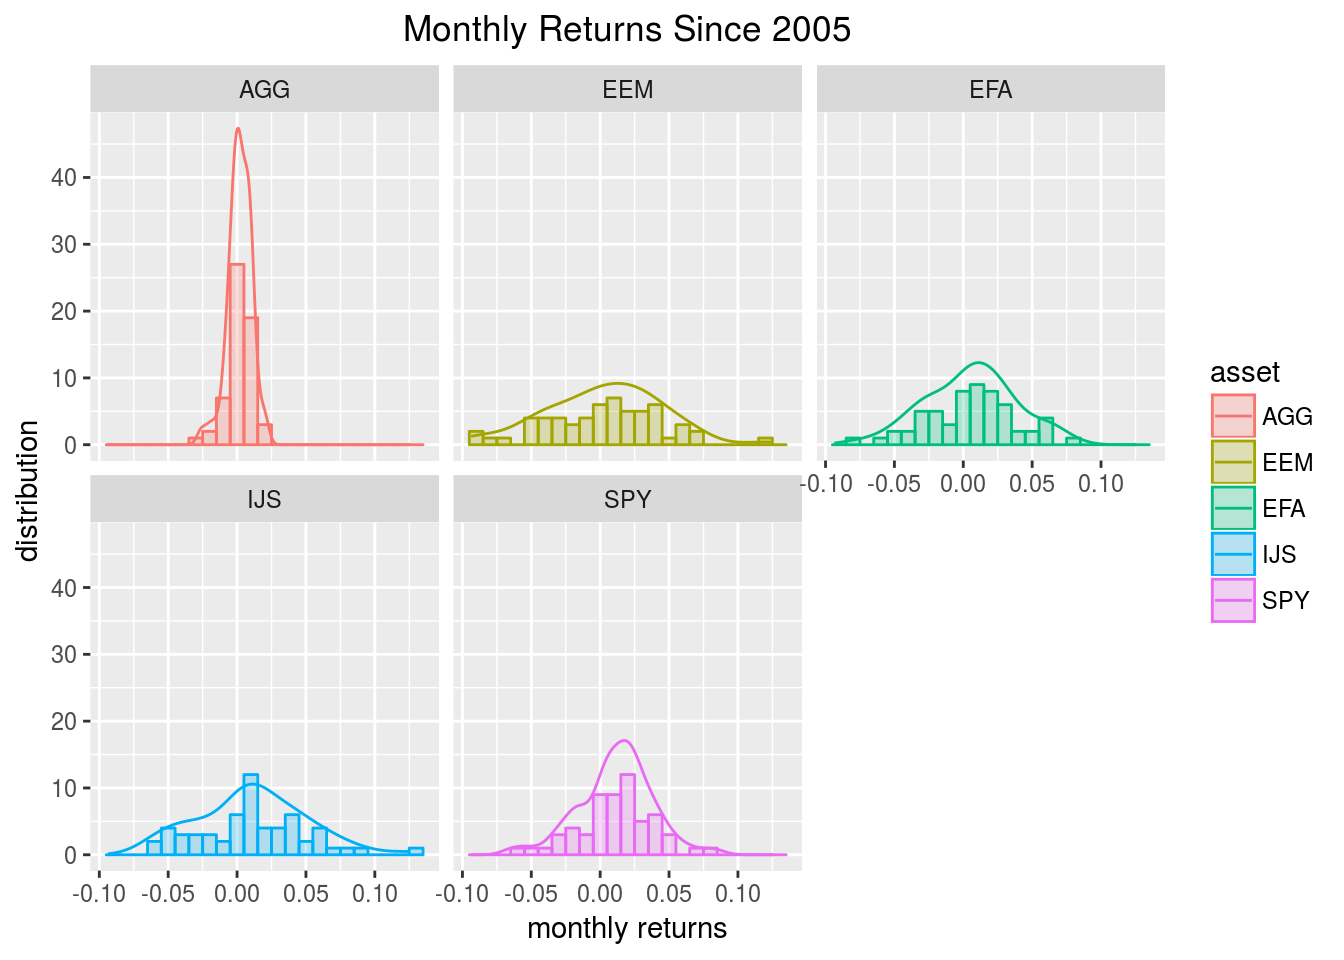 Monthly Returns Since 2005
AGG
EEM
EFA
40
30
20
10
0
-0.10 -0.05 0.00 0.05 0.10
IJS
SPY
40
30
20
10
0
-0.10 -0.05 0.00 0.05 0.10
-0.10 -0.05 0.00 0.05 0.10
distribution
monthly returns
asset
AGG
EEM
EFA
IJS
SPY